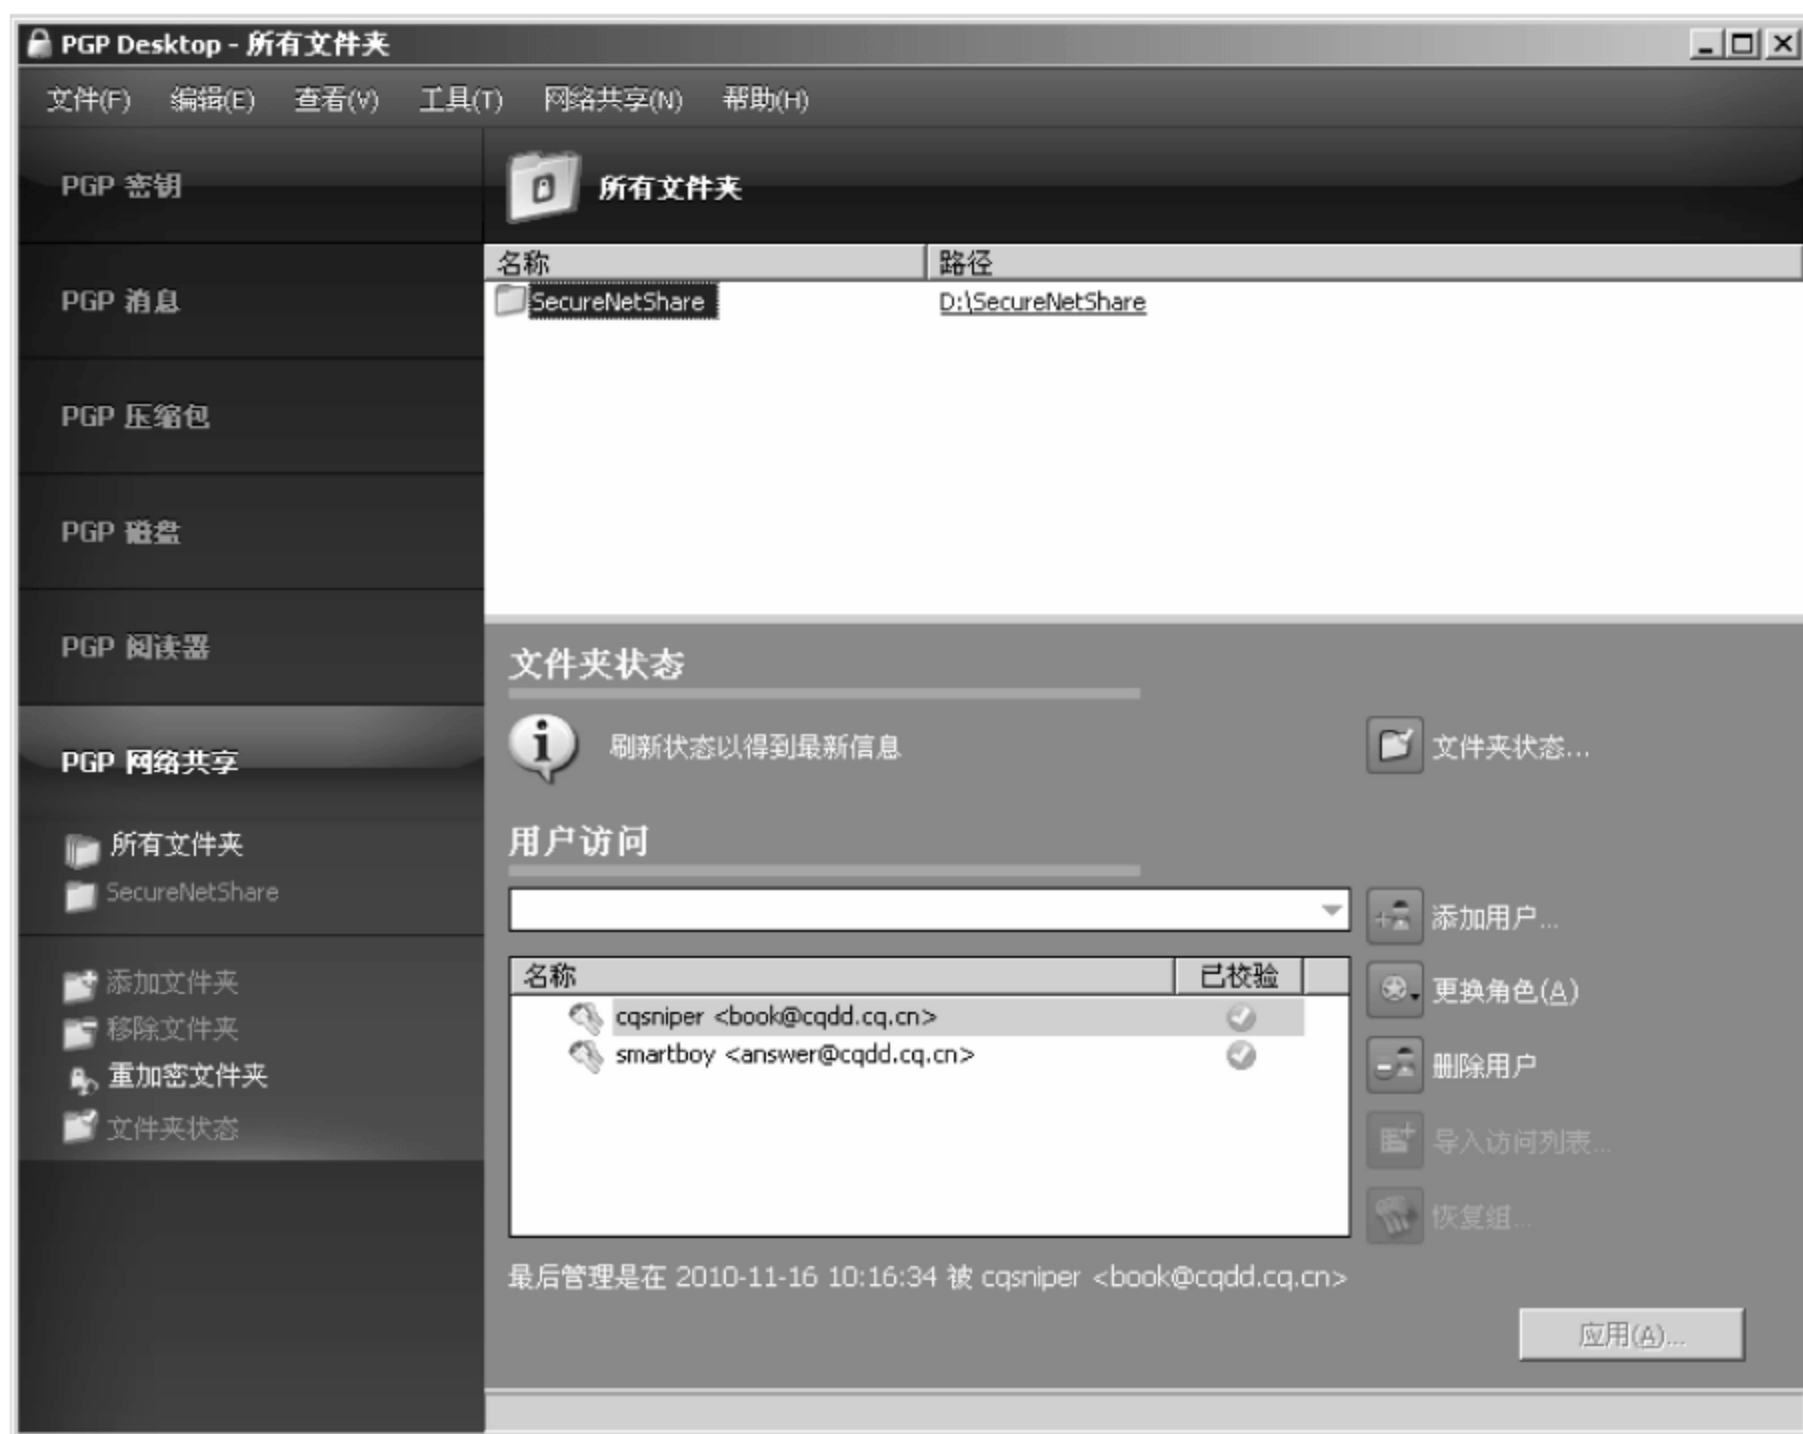 PGP Desktop - 所有文件夹
文件(F) 编辑(E) 查看(V) 工具(T) 网络共享(N) 帮助(H)
PGP 密钥
PGP 消息
PGP 压缩包
PGP 磁盘
PGP 阅读器
PGP 网络共享
所有文件夹
SecureNetShare
添加文件夹
移除文件夹
重加密文件夹
文件夹状态
所有文件夹
名称 路径
SecureNetShare D:\SecureNetShare
文件夹状态
刷新状态以得到最新信息 文件夹状态...
用户访问
添加用户...
名称 已校验
更换角色(A)
cqsniper <book@cqdd.cq.cn>
smartboy <answer@cqdd.cq.cn>
删除用户
导入访问列表...
恢复组...
最后管理是在 2010-11-16 10:16:34 被 cqsniper <book@cqdd.cq.cn>
应用(A)...